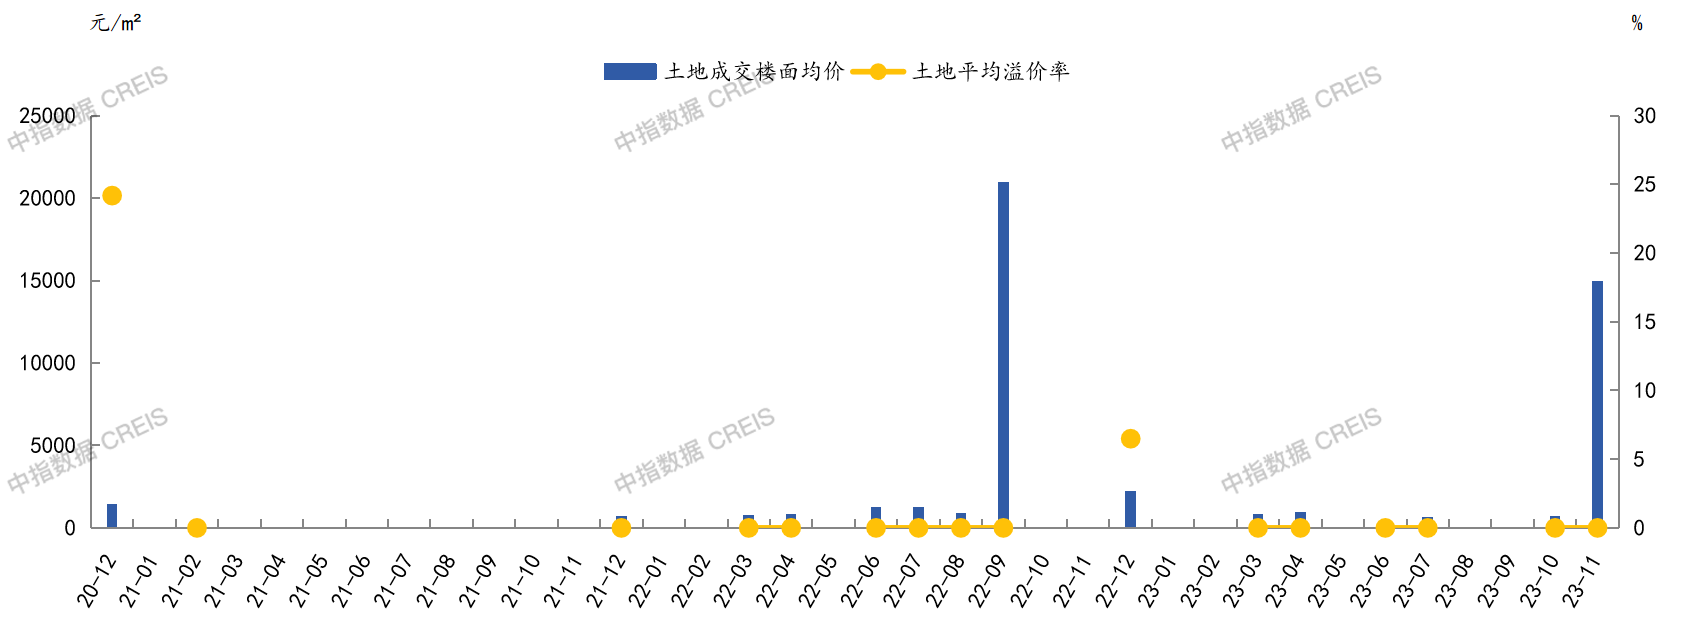 元/m²
%
土地成交楼面均价 土地平均溢价率
中指数据 CREIS
中指数据 CREIS
中指数据 CREIS
25000
20000
15000
10000
5000
0
30
25
20
15
10
5
0
中指数据 CREIS
中指数据 CREIS
中指数据 CREIS
20-12 21-01 21-02 21-03 21-04 21-05 21-06 21-07 21-08 21-09 21-10 21-11 21-12 22-01 22-02 22-03 22-04 22-05 22-06 22-07 22-08 22-09 22-10 22-11 22-12 23-01 23-02 23-03 23-04 23-05 23-06 23-07 23-08 23-09 23-10 23-11